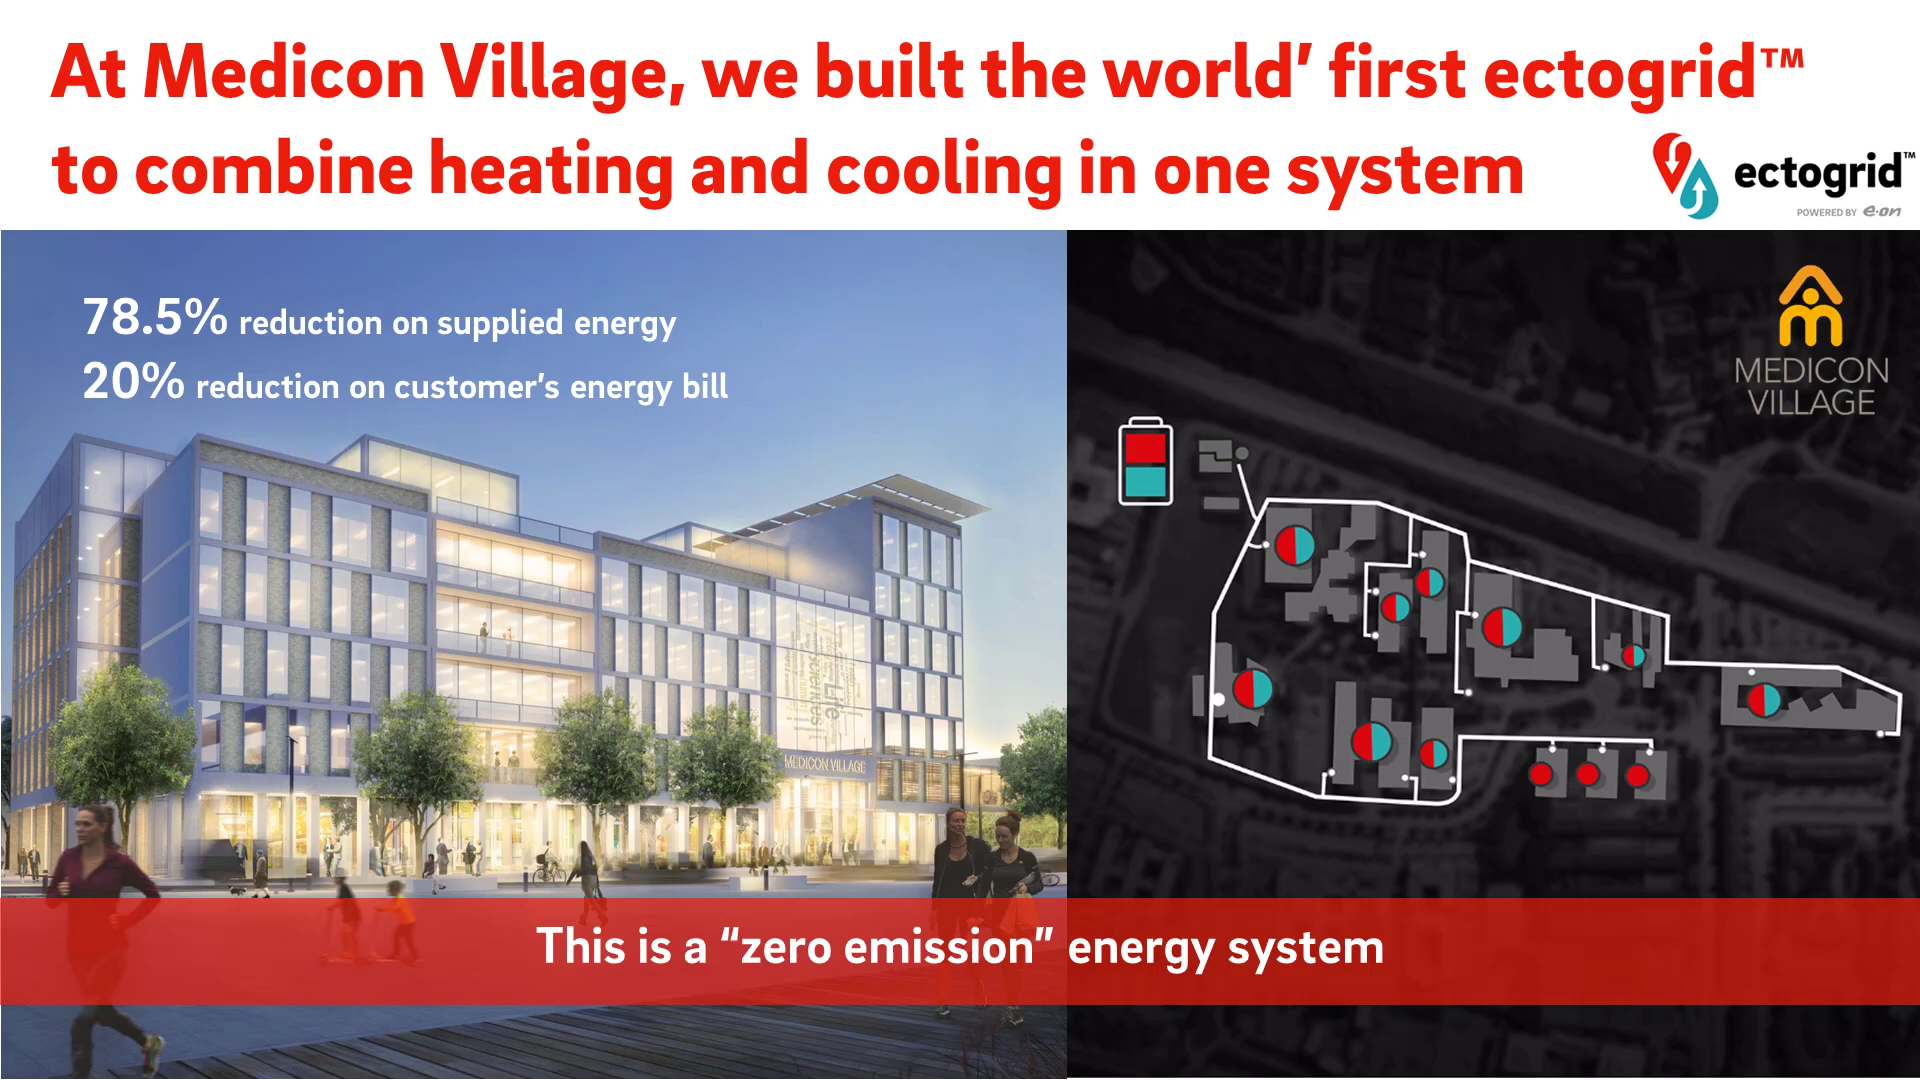 At Medicon Village, we built the world’ first ectogrid™
to combine heating and cooling in one system
ectogrid™
POWERED BY e·on
78.5% reduction on supplied energy
20% reduction on customer’s energy bill
MEDICON
VILLAGE
Life
sciences
MEDICON VILLAGE
This is a “zero emission” energy system